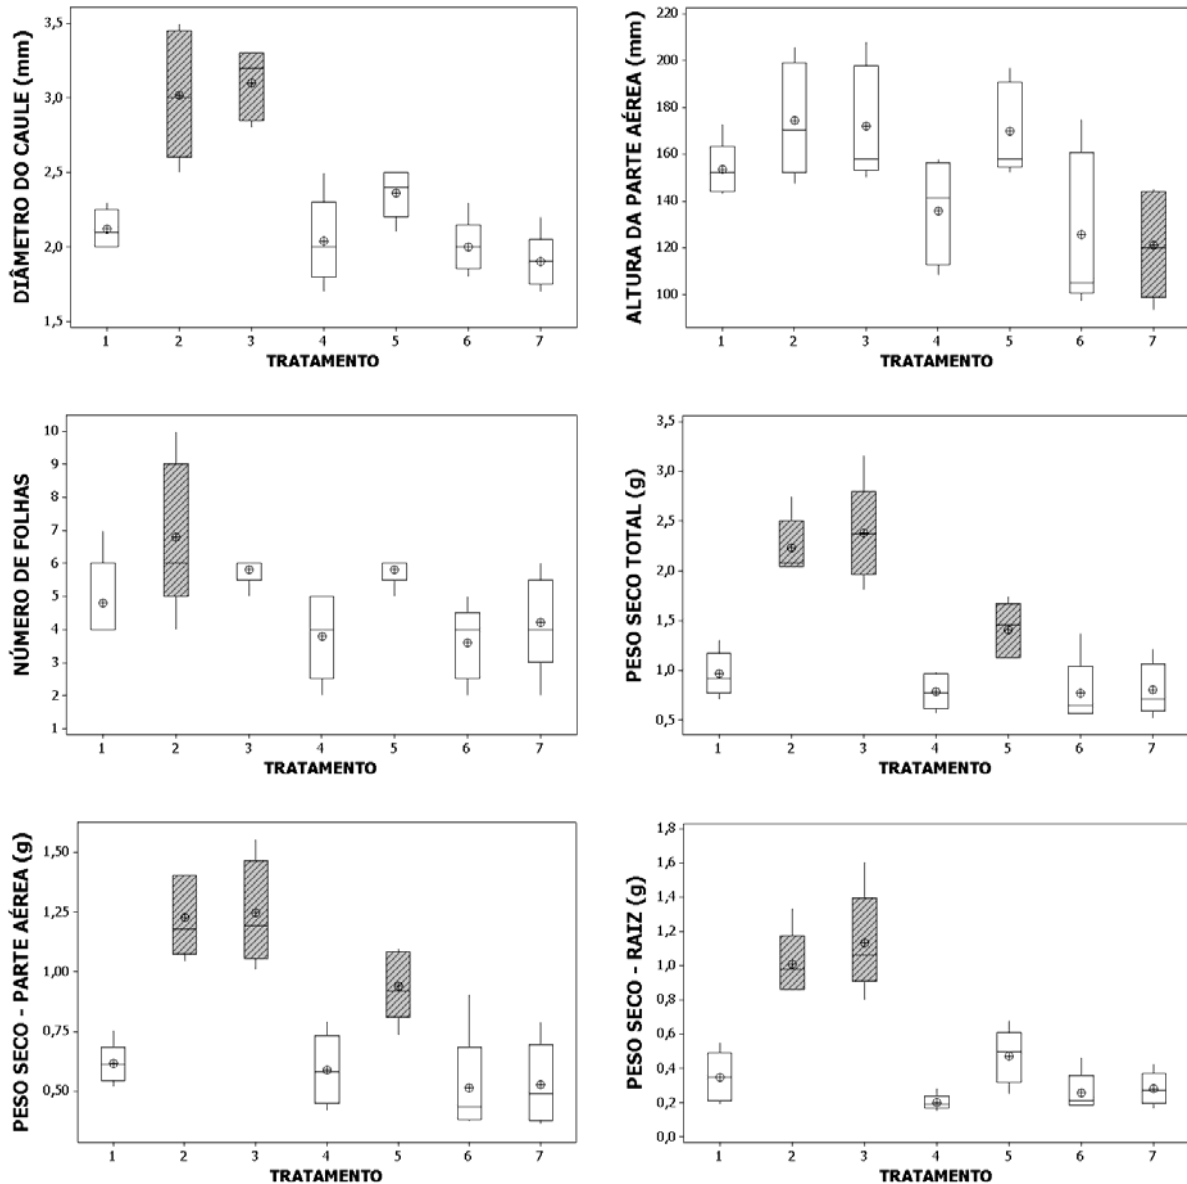 DIÂMETRO DO CAULE (mm)
3,5
3,0
2,5
2,0
1,5
1 2 3 4 5 6 7
TRATAMENTO
ALTURA DA PARTE AÉREA (mm)
220
200
180
160
140
120
100
1 2 3 4 5 6 7
TRATAMENTO
NÚMERO DE FOLHAS
10
9
8
7
6
5
4
3
2
1
1 2 3 4 5 6 7
TRATAMENTO
PESO SECO TOTAL (g)
3,5
3,0
2,5
2,0
1,5
1,0
0,5
1 2 3 4 5 6 7
TRATAMENTO
PESO SECO - PARTE AÉREA (g)
1,50
1,25
1,00
0,75
0,50
1 2 3 4 5 6 7
TRATAMENTO
PESO SECO - RAIZ (g)
1,8
1,6
1,4
1,2
1,0
0,8
0,6
0,4
0,2
0,0
1 2 3 4 5 6 7
TRATAMENTO